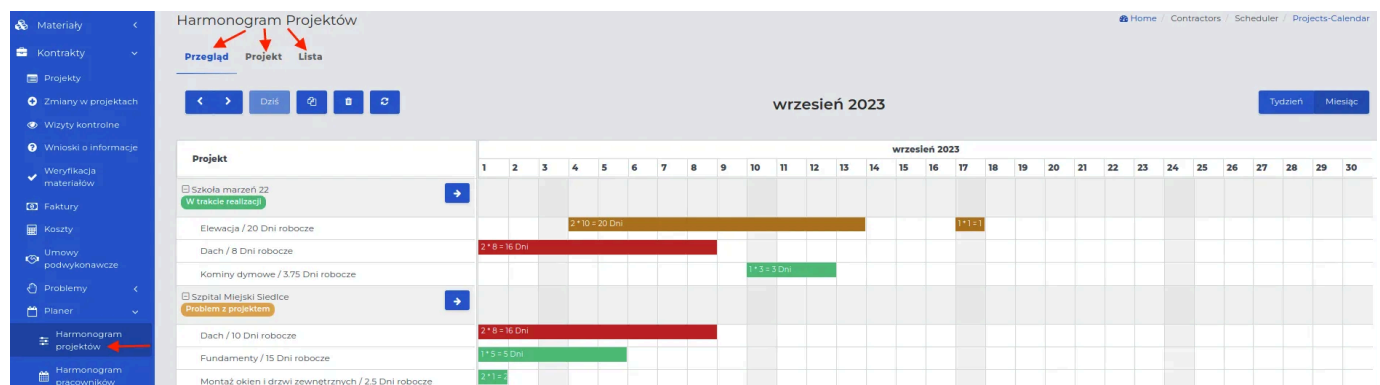 Materiały
Kontrakty
Projekty
Zmiany w projektach
Wizyty kontrolne
Wnioski o informacje
Weryfikacja
materiałów
Faktury
Koszty
Umowy
podwykonawcze
Problemy
Planer
Harmonogram
projektów
Harmonogram
pracowników
Harmonogram Projektów
Home / Contractors / Scheduler / Projects-Calendar
Przegląd Projekt Lista
Dziś
wrzesień 2023
Tydzień Miesiąc
Projekt
wrzesień 2023
1 2 3 4 5 6 7 8 9 10 11 12 13 14 15 16 17 18 19 20 21 22 23 24 25 26 27 28 29 30
Szkoła marzeń 22
W trakcie realizacji
Elewacja / 20 Dni robocze
2 * 10 = 20 Dni
1 * 1 = 1
Dach / 8 Dni robocze
2 * 8 = 16 Dni
Kominy dymowe / 3.75 Dni robocze
1 * 3 = 3 Dni
Szpital Miejski Siedlce
Problem z projektem
Dach / 10 Dni robocze
2 * 8 = 16 Dni
Fundamenty / 15 Dni robocze
1 * 5 = 5 Dni
Montaż okien i drzwi zewnętrznych / 2.5 Dni robocze
2 * 1 = 2